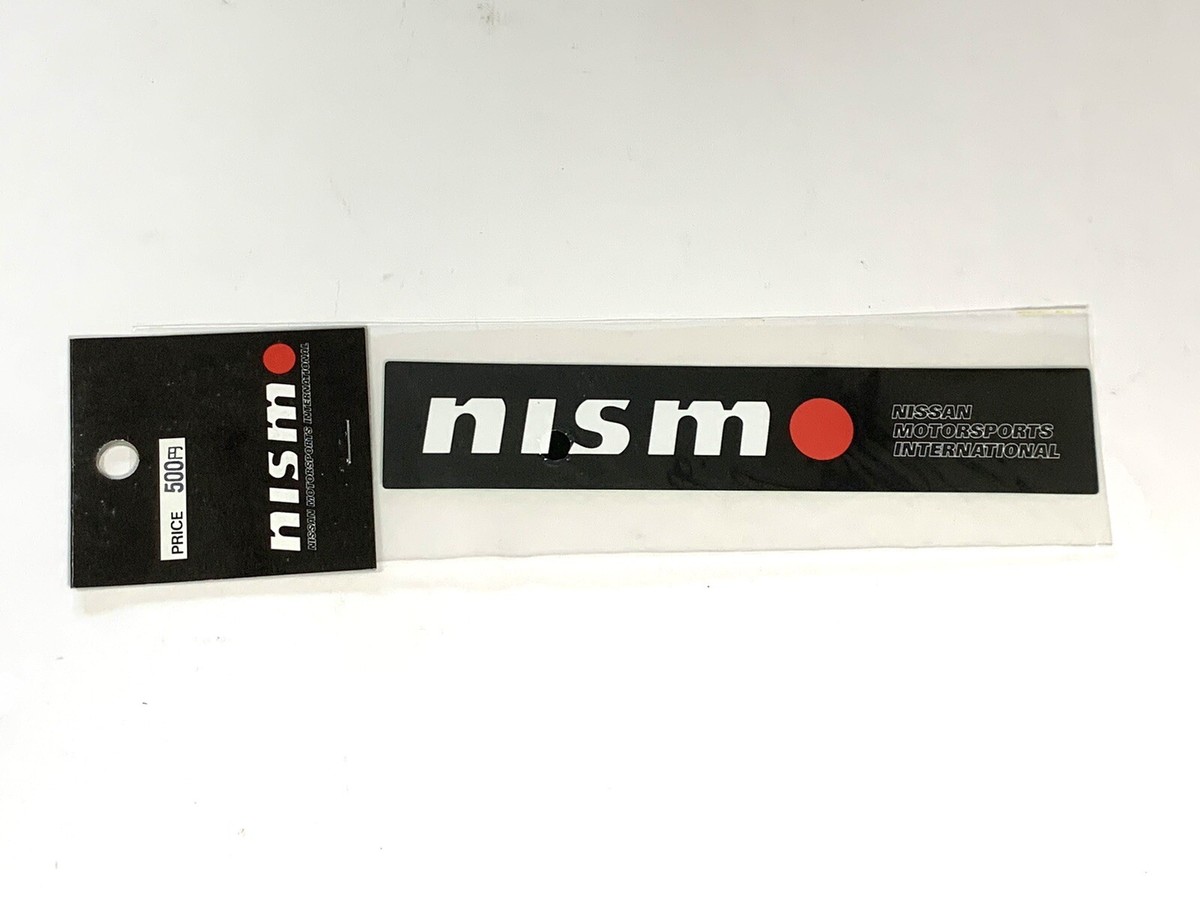 PRICE 500円
nismo
NISSAN MOTORSPORTS INTERNATIONAL
nismo
NISSAN
MOTORSPORTS
INTERNATIONAL